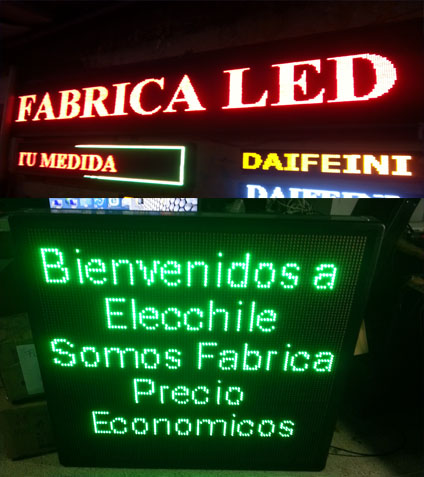 FABRICA LED
TU MEDIDA
DAIFEINI
Bienvenidos a
Elecchile
Somos Fabrica
Precio
Economicos